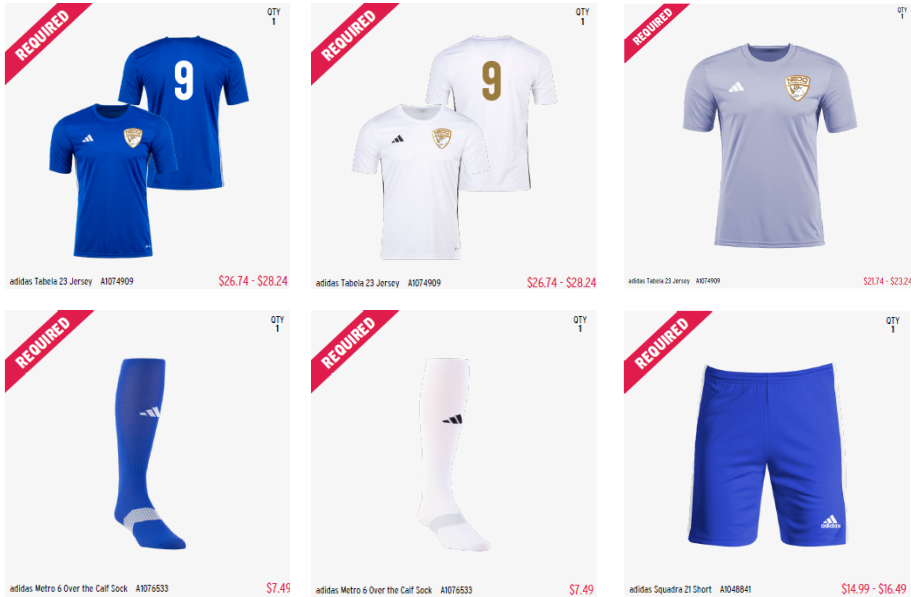 REQUIRED
QTY
1
9
adidas Tabela 23 Jersey A1074909
$26.74 - $28.24
REQUIRED
QTY
1
9
adidas Tabela 23 Jersey A1074909
$26.74 - $28.24
REQUIRED
QTY
1
adidas Tabela 23 Jersey A1074909
$21.74 - $23.24
REQUIRED
QTY
1
adidas Metro 6 Over the Calf Sock A1076533
$7.49
REQUIRED
QTY
1
adidas Metro 6 Over the Calf Sock A1076533
$7.49
REQUIRED
QTY
1
adidas
adidas Squadra 21 Short A1048841
$14.99 - $16.49